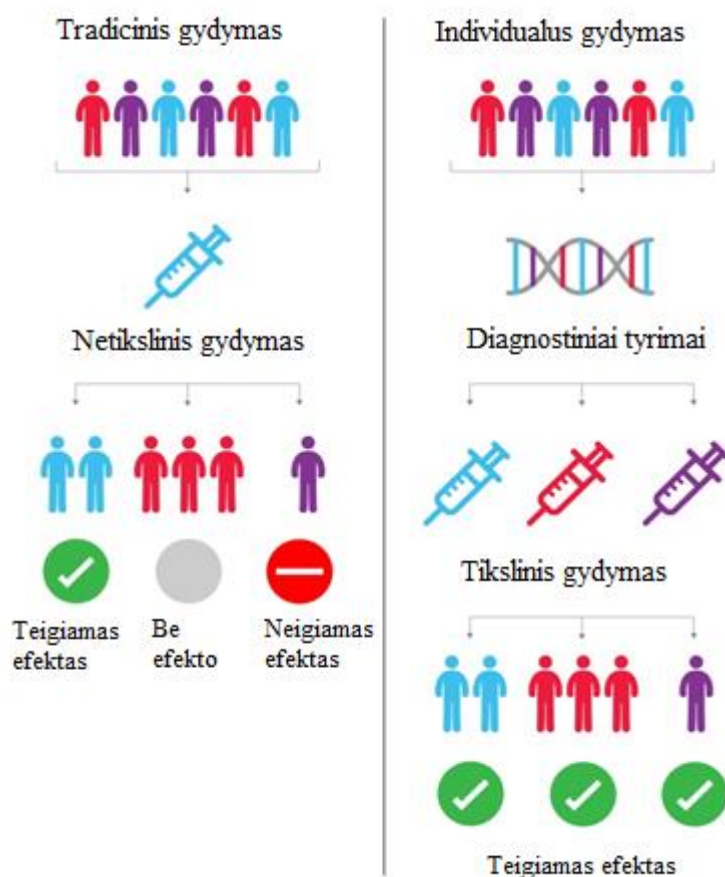 Tradicinis gydymas
Netikslinis gydymas
Teigiamas
efektas
Be
efekto
Neigiamas
efektas
Individualus gydymas
Diagnostiniai tyrimai
Tikslinis gydymas
Teigiamas efektas